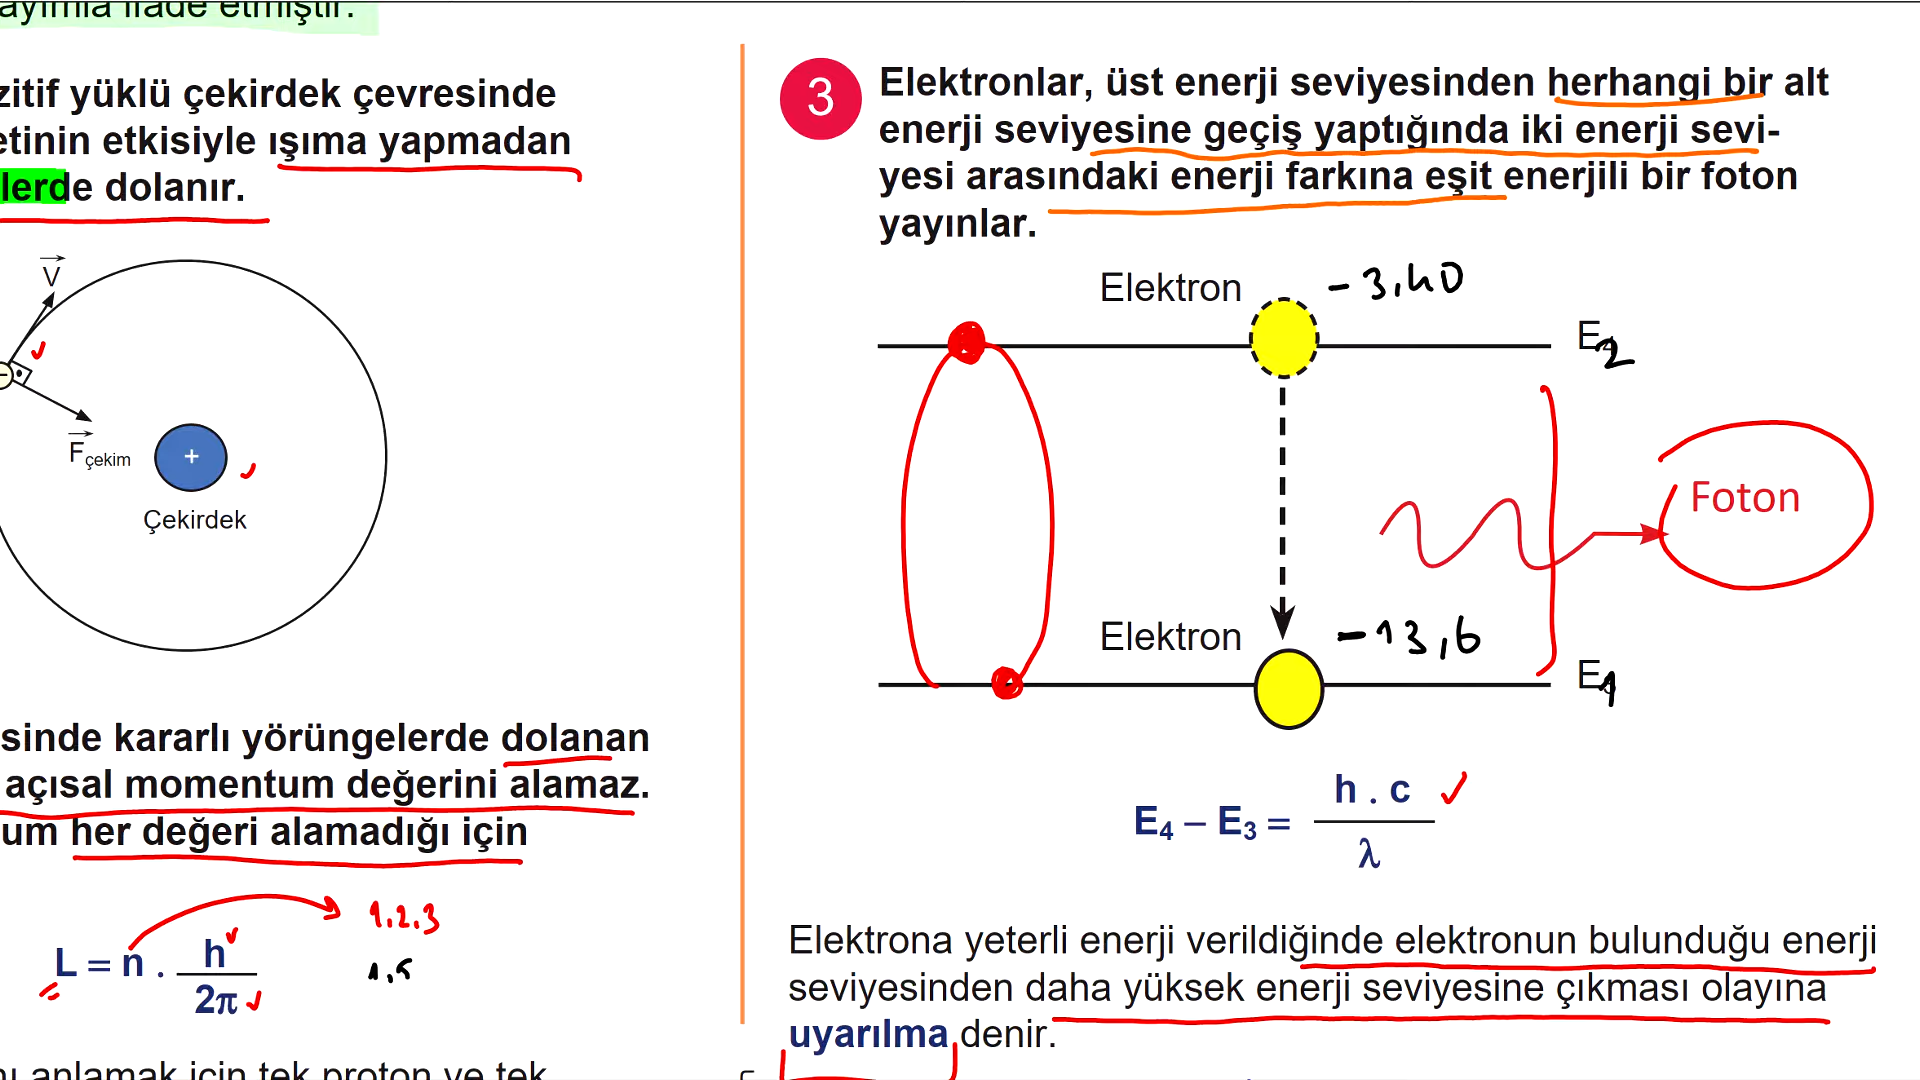 ayımla ifade etmiştir.
zitif yüklü çekirdek çevresinde
etinin etkisiyle ışıma yapmadan
lerde dolanır.
V
Fçekim
+
Çekirdek
sinde kararlı yörüngelerde dolanan
açısal momentum değerini alamaz.
um her değeri alamadığı için
1,2,3
L = n . h / 2π
1,5
nı anlamak için tek proton ve tek
3
Elektronlar, üst enerji seviyesinden herhangi bir alt
enerji seviyesine geçiş yaptığında iki enerji sevi-
yesi arasındaki enerji farkına eşit enerjili bir foton
yayınlar.
Elektron -3,40
E2
Foton
Elektron -13,6
E1
E4 – E3 = h . c / λ
Elektrona yeterli enerji verildiğinde elektronun bulunduğu enerji
seviyesinden daha yüksek enerji seviyesine çıkması olayına
uyarılma denir.